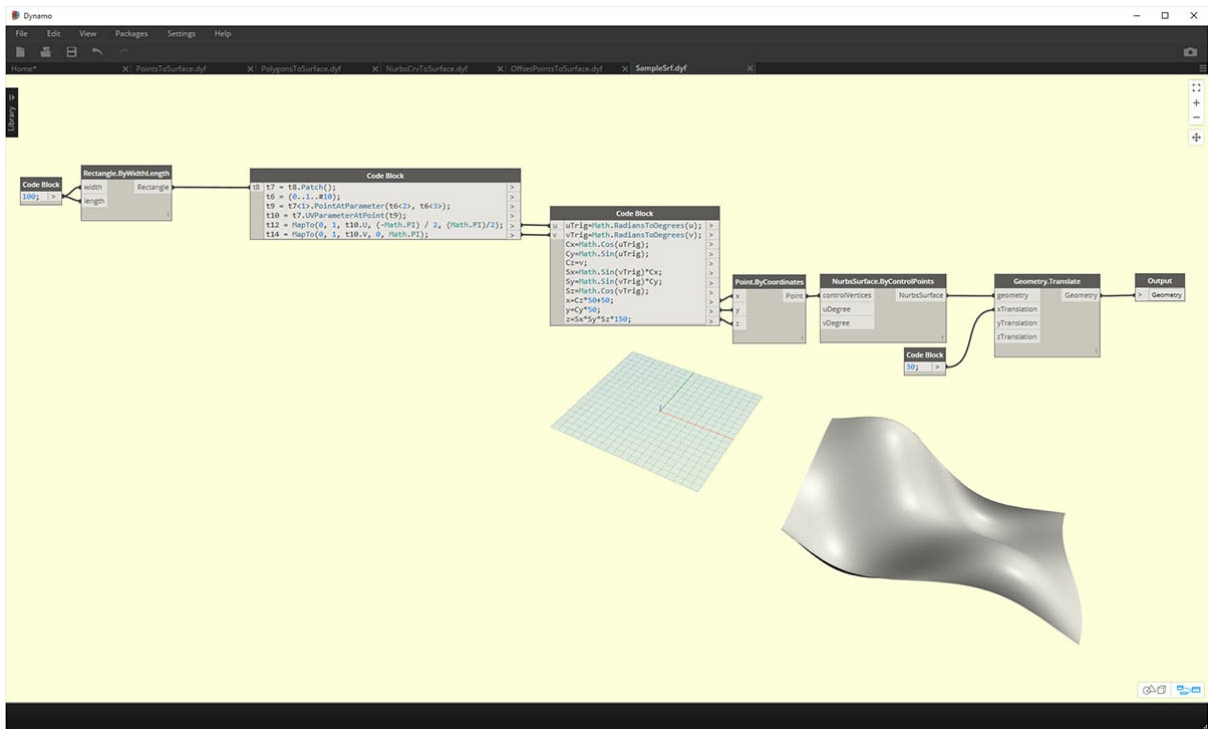 Dynamo
File Edit View Packages Settings Help
Home* PointsToSurface.dyf PolygonsToSurface.dyf NurbsCrvToSurface.dyf OffsetPointsToSurface.dyf SampleSrf.dyf
Library
Code Block
100; >
Rectangle.ByWidthLength
width Rectangle
length
Code Block
t8 t7 = t8.Patch(); >
t6 = (0..1..#10); >
t9 = t7<1>.PointAtParameter(t6<2>, t6<3>); >
t10 = t7.UVParameterAtPoint(t9); >
t12 = MapTo(0, 1, t10.U, (-Math.PI) / 2, (Math.PI)/2); >
t14 = MapTo(0, 1, t10.V, 0, Math.PI); >
Code Block
u uTrig=Math.RadiansToDegrees(u); >
v vTrig=Math.RadiansToDegrees(v); >
Cx=Math.Cos(uTrig); >
Cy=Math.Sin(uTrig); >
Cz=v; >
Sx=Math.Sin(vTrig)*Cx; >
Sy=Math.Sin(vTrig)*Cy; >
Sz=Math.Cos(vTrig); >
x=Cz*50+50; >
y=Cy*50; >
z=Sx*Sy*Sz*150; >
Point.ByCoordinates
x Point
y
z
NurbsSurface.ByControlPoints
controlVertices NurbsSurface
uDegree
vDegree
Code Block
30; >
Geometry.Translate
geometry Geometry
xTranslation
yTranslation
zTranslation
Output
> Geometry